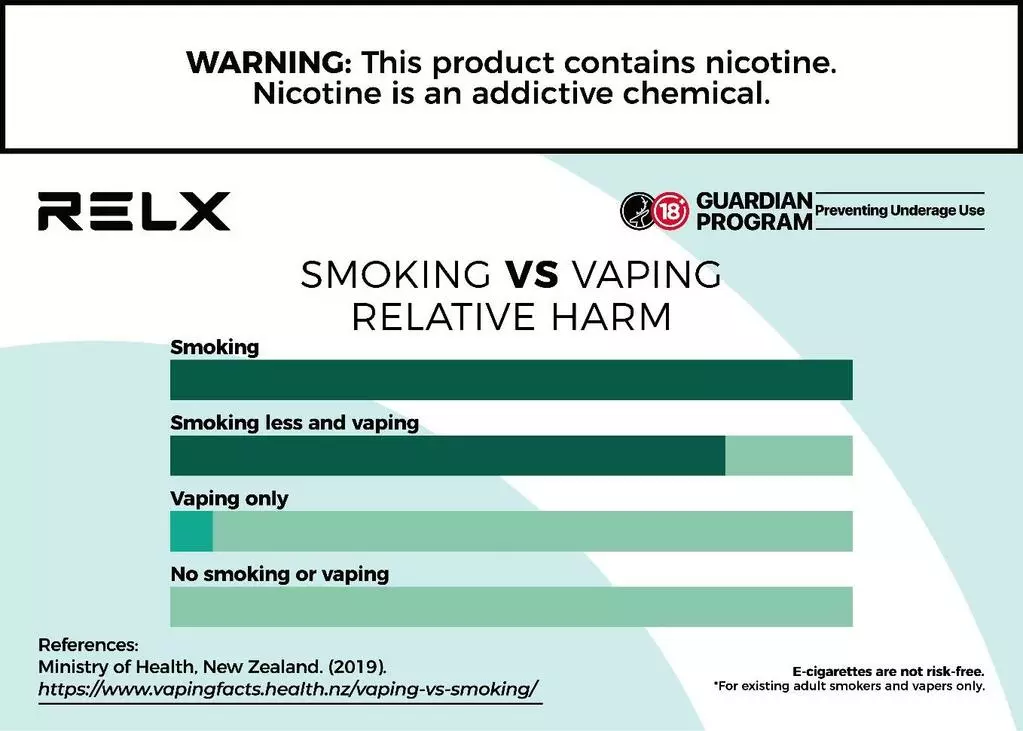 WARNING: This product contains nicotine.
Nicotine is an addictive chemical.
RELX
18+
GUARDIAN
PROGRAM
Preventing Underage Use
SMOKING VS VAPING
RELATIVE HARM
Smoking
Smoking less and vaping
Vaping only
No smoking or vaping
References:
Ministry of Health, New Zealand. (2019).
https://www.vapingfacts.health.nz/vaping-vs-smoking/
E-cigarettes are not risk-free.
*For existing adult smokers and vapers only.